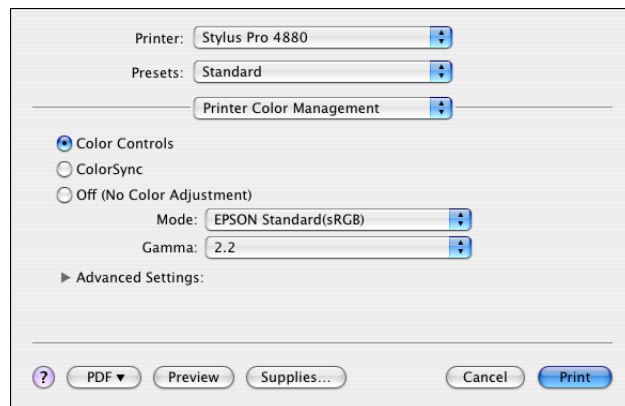 Printer: Stylus Pro 4880
Presets: Standard
Printer Color Management
Color Controls
ColorSync
Off (No Color Adjustment)
Mode: EPSON Standard(sRGB)
Gamma: 2.2
Advanced Settings:
? PDF Preview Supplies... Cancel Print